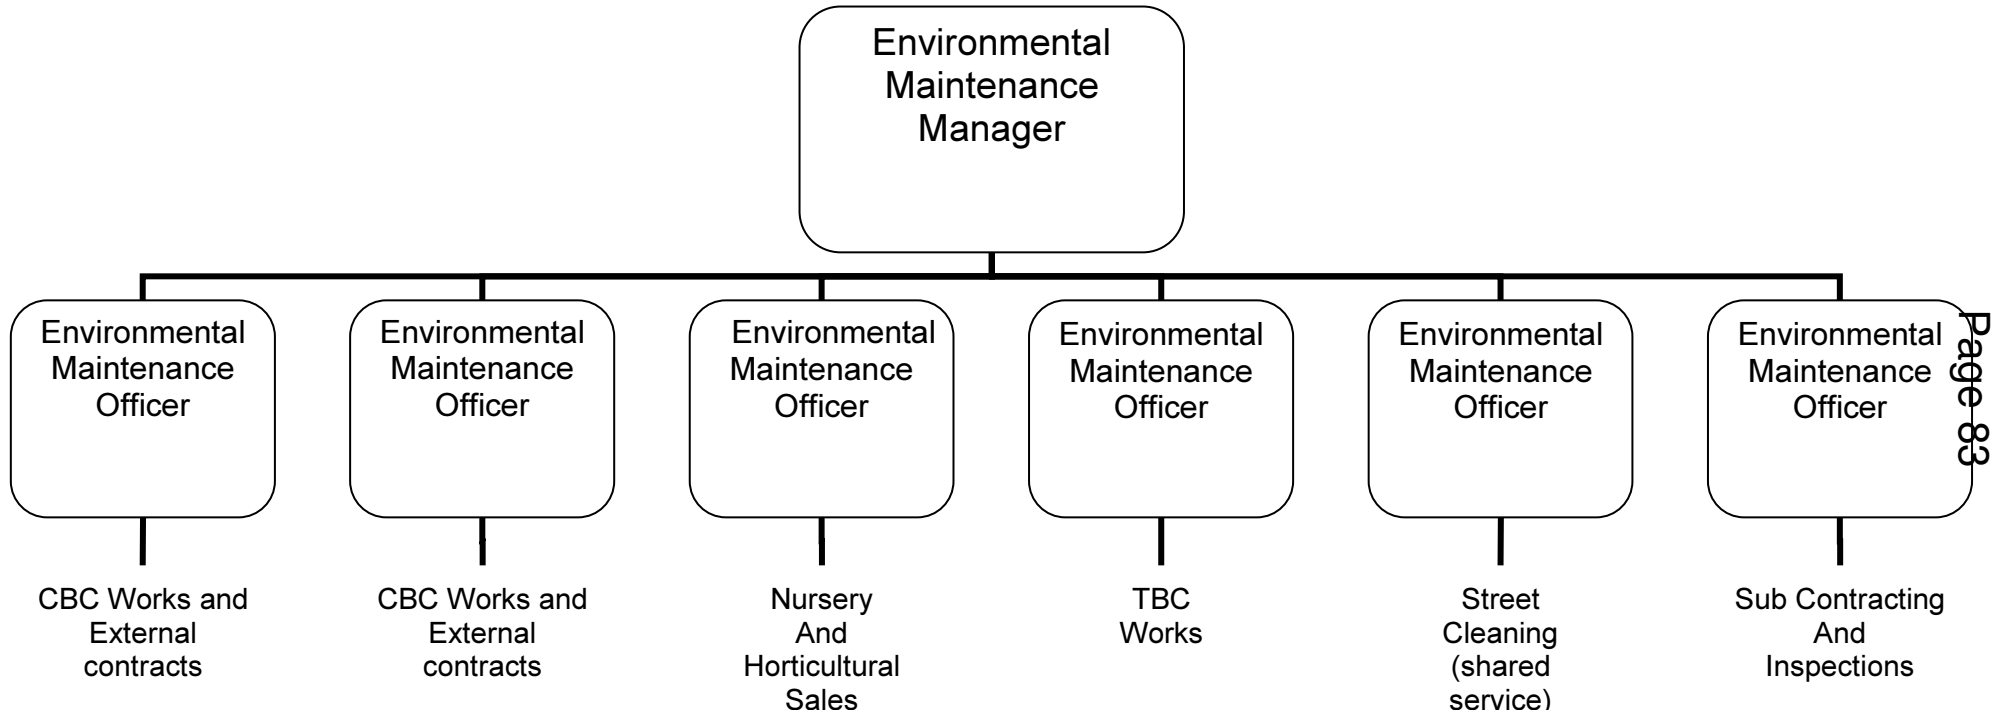 Environmental
Maintenance
Manager
Environmental
Maintenance
Officer
Environmental
Maintenance
Officer
Environmental
Maintenance
Officer
Environmental
Maintenance
Officer
Environmental
Maintenance
Officer
Environmental
Maintenance
Officer
Page 83
CBC Works and
External
contracts
CBC Works and
External
contracts
Nursery
And
Horticultural
Sales
TBC
Works
Street
Cleaning
(shared
service)
Sub Contracting
And
Inspections